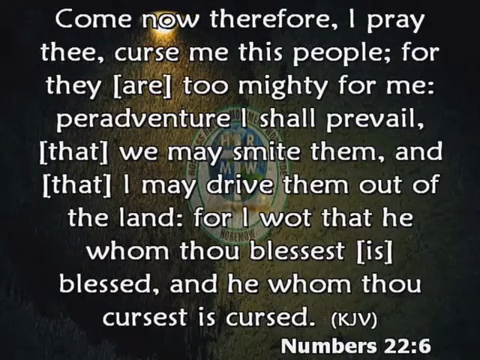 Come now therefore, I pray
thee, curse me this people; for
they [are] too mighty for me:
peradventure I shall prevail,
[that] we may smite them, and
[that] I may drive them out of
the land: for I wot that he
whom thou blessest [is]
blessed, and he whom thou
cursest is cursed. (KJV)
Numbers 22:6